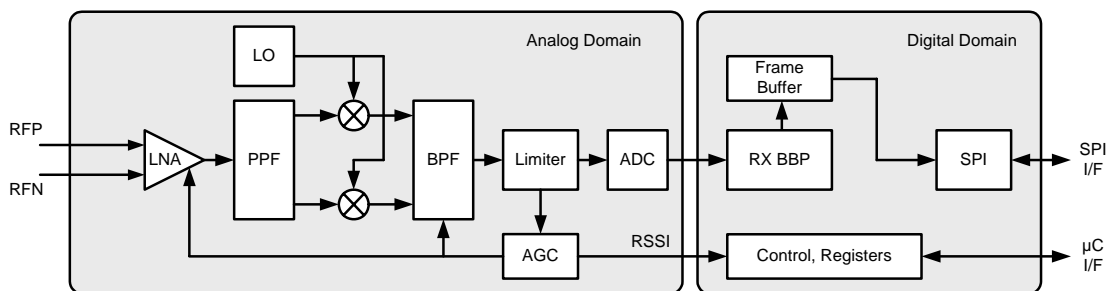 Analog Domain
Digital Domain
LO
Frame
Buffer
RFP
RFN
LNA
PPF
BPF
Limiter
ADC
RX BBP
SPI
SPI
I/F
AGC
RSSI
Control, Registers
µC
I/F